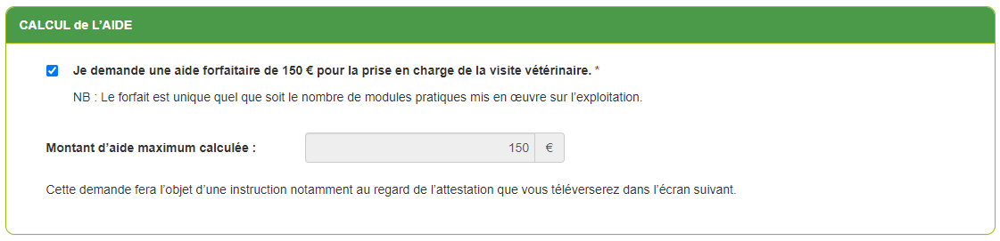 CALCUL de L’AIDE
Je demande une aide forfaitaire de 150 € pour la prise en charge de la visite vétérinaire. *
NB : Le forfait est unique quel que soit le nombre de modules pratiques mis en œuvre sur l’exploitation.
Montant d’aide maximum calculée : 150 €
Cette demande fera l’objet d’une instruction notamment au regard de l’attestation que vous téléverserez dans l’écran suivant.